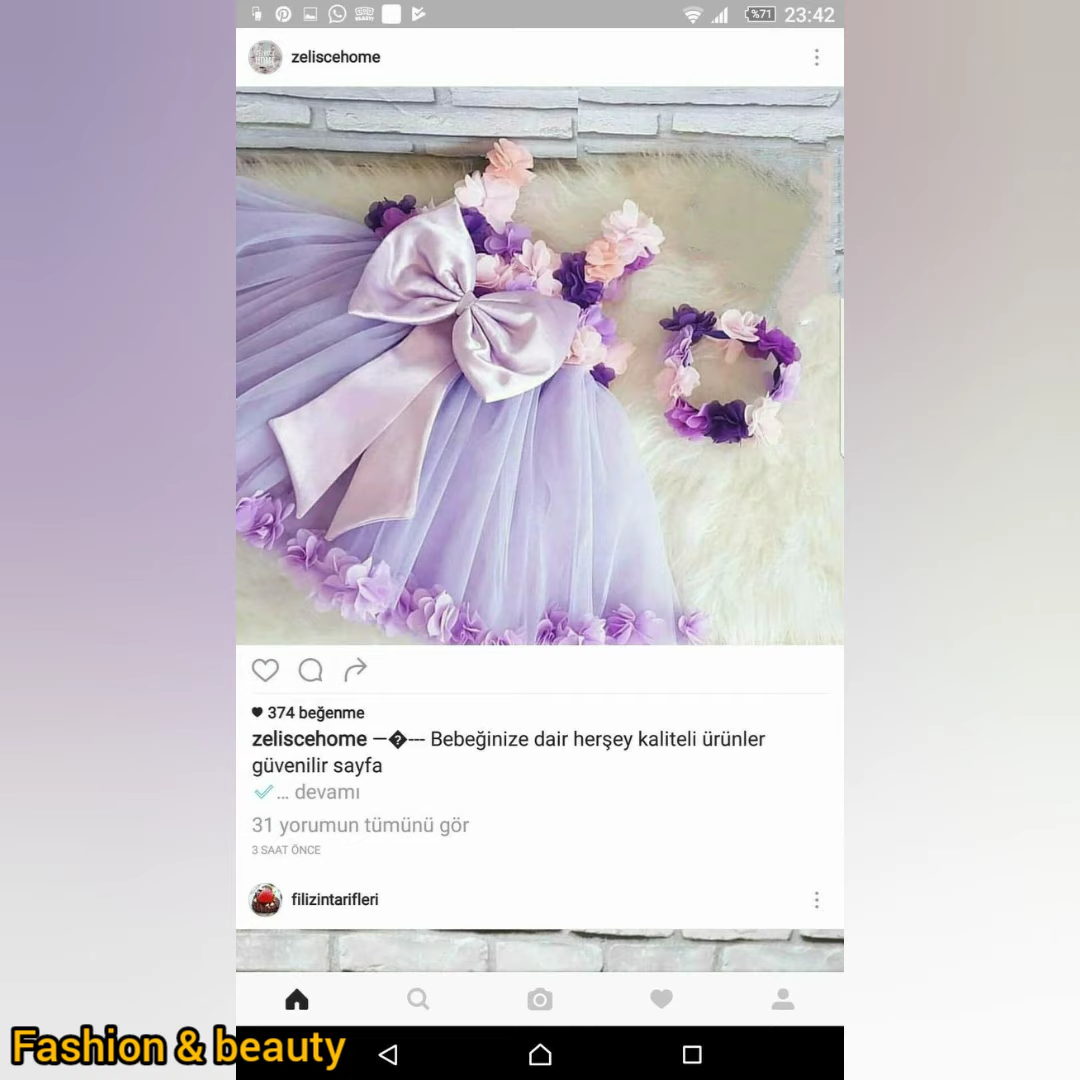 %71 23:42
zeliscehome
374 beğenme
zeliscehome —�--- Bebeğinize dair herşey kaliteli ürünler
güvenilir sayfa
... devamı
31 yorumun tümünü gör
3 SAAT ÖNCE
filizintarifleri
Fashion & beauty